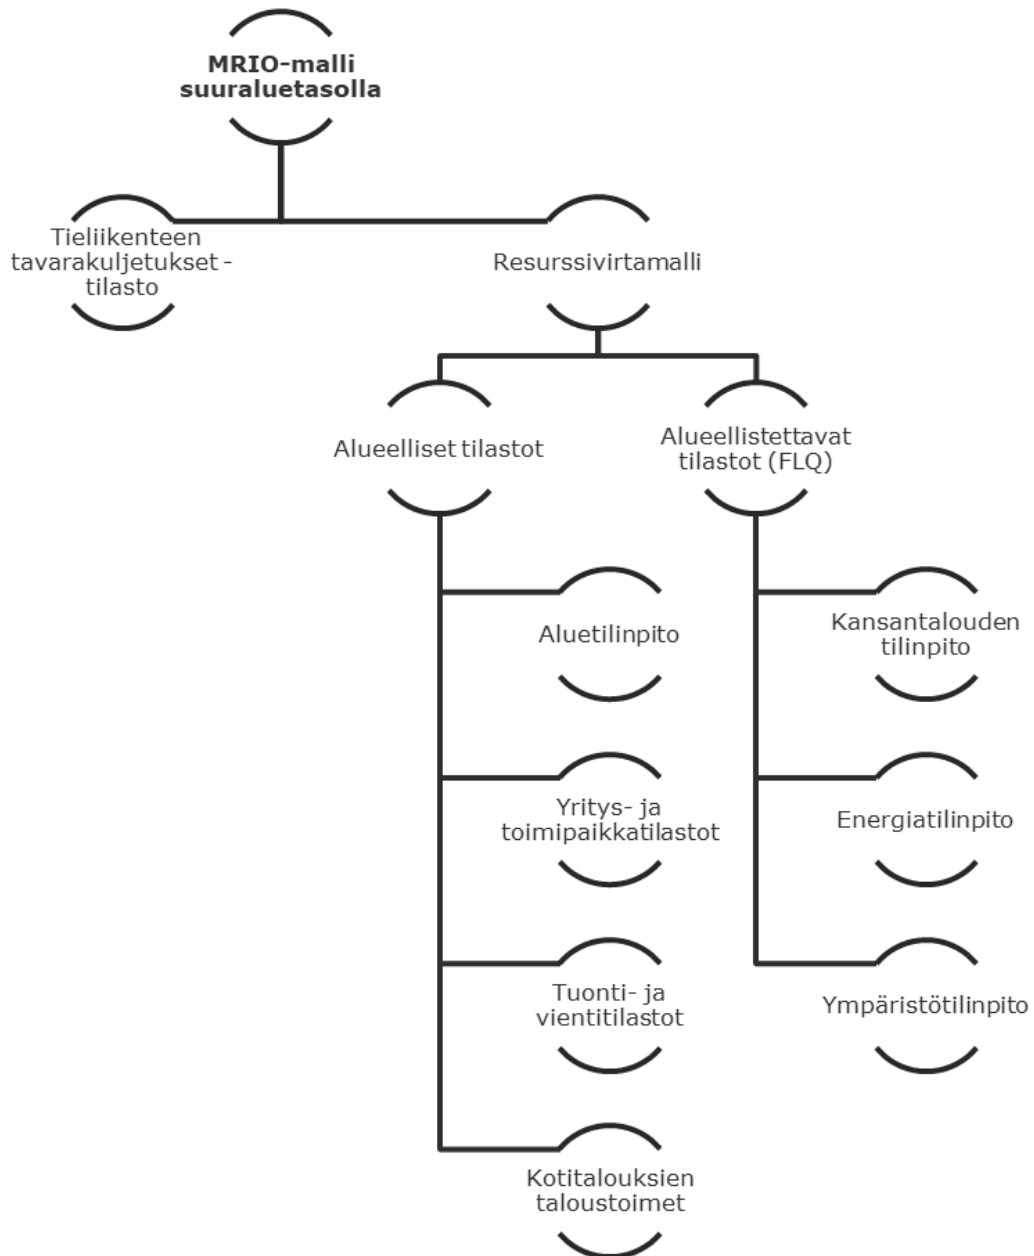 MRIO-malli
suuraluetasolla
Tieliikenteen
tavarakuljetukset -
tilasto
Resurssivirtamalli
Alueelliset tilastot
Alueellistettavat
tilastot (FLQ)
Aluetilinpito
Yritys- ja
toimipaikkatilastot
Tuonti- ja
vientitilastot
Kotitalouksien
taloustoimet
Kansantalouden
tilinpito
Energiatilinpito
Ympäristötilinpito